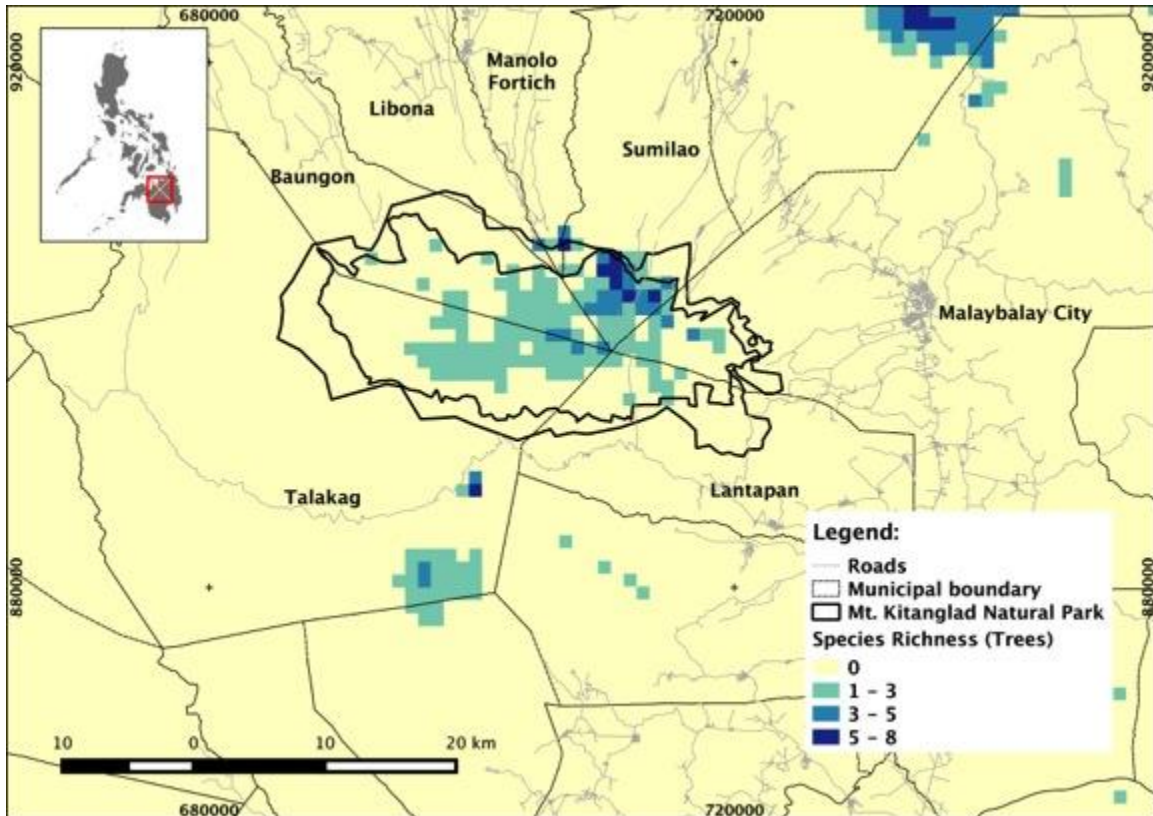 680000
720000
920000
920000
Manolo
Fortich
Libona
Sumilao
Baungon
Malaybalay City
Talakag
Lantapan
880000
880000
Legend:
Roads
Municipal boundary
Mt. Kitanglad Natural Park
Species Richness (Trees)
0
1 - 3
3 - 5
5 - 8
10 0 10 20 km
680000
720000